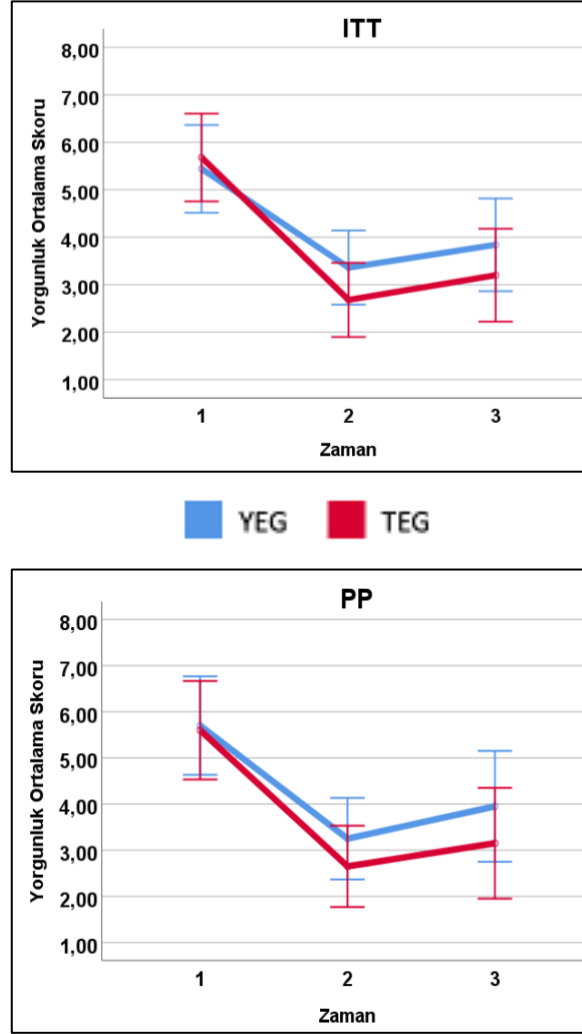 ITT
Yorgunluk Ortalama Skoru
8,00
7,00
6,00
5,00
4,00
3,00
2,00
1,00
1 2 3
Zaman
YEG TEG
PP
Yorgunluk Ortalama Skoru
8,00
7,00
6,00
5,00
4,00
3,00
2,00
1,00
1 2 3
Zaman